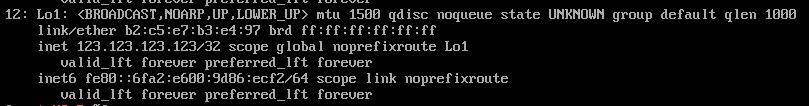 valid_lft forever preferred_lft forever
12: Lo1: <BROADCAST,NOARP,UP,LOWER_UP> mtu 1500 qdisc noqueue state UNKNOWN group default qlen 1000
link/ether b2:c5:e7:b3:e4:97 brd ff:ff:ff:ff:ff:ff
inet 123.123.123.123/32 scope global noprefixroute Lo1
valid_lft forever preferred_lft forever
inet6 fe80::6fa2:e600:9d86:ecf2/64 scope link noprefixroute
valid_lft forever preferred_lft forever